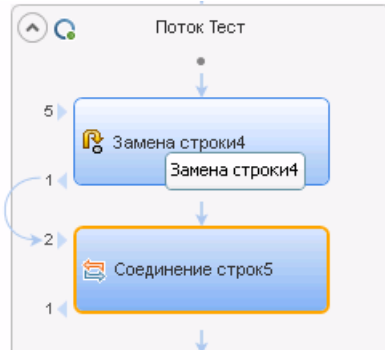 Поток Тест
5
Замена строки4
Замена строки4
1
2
Соединение строк5
1